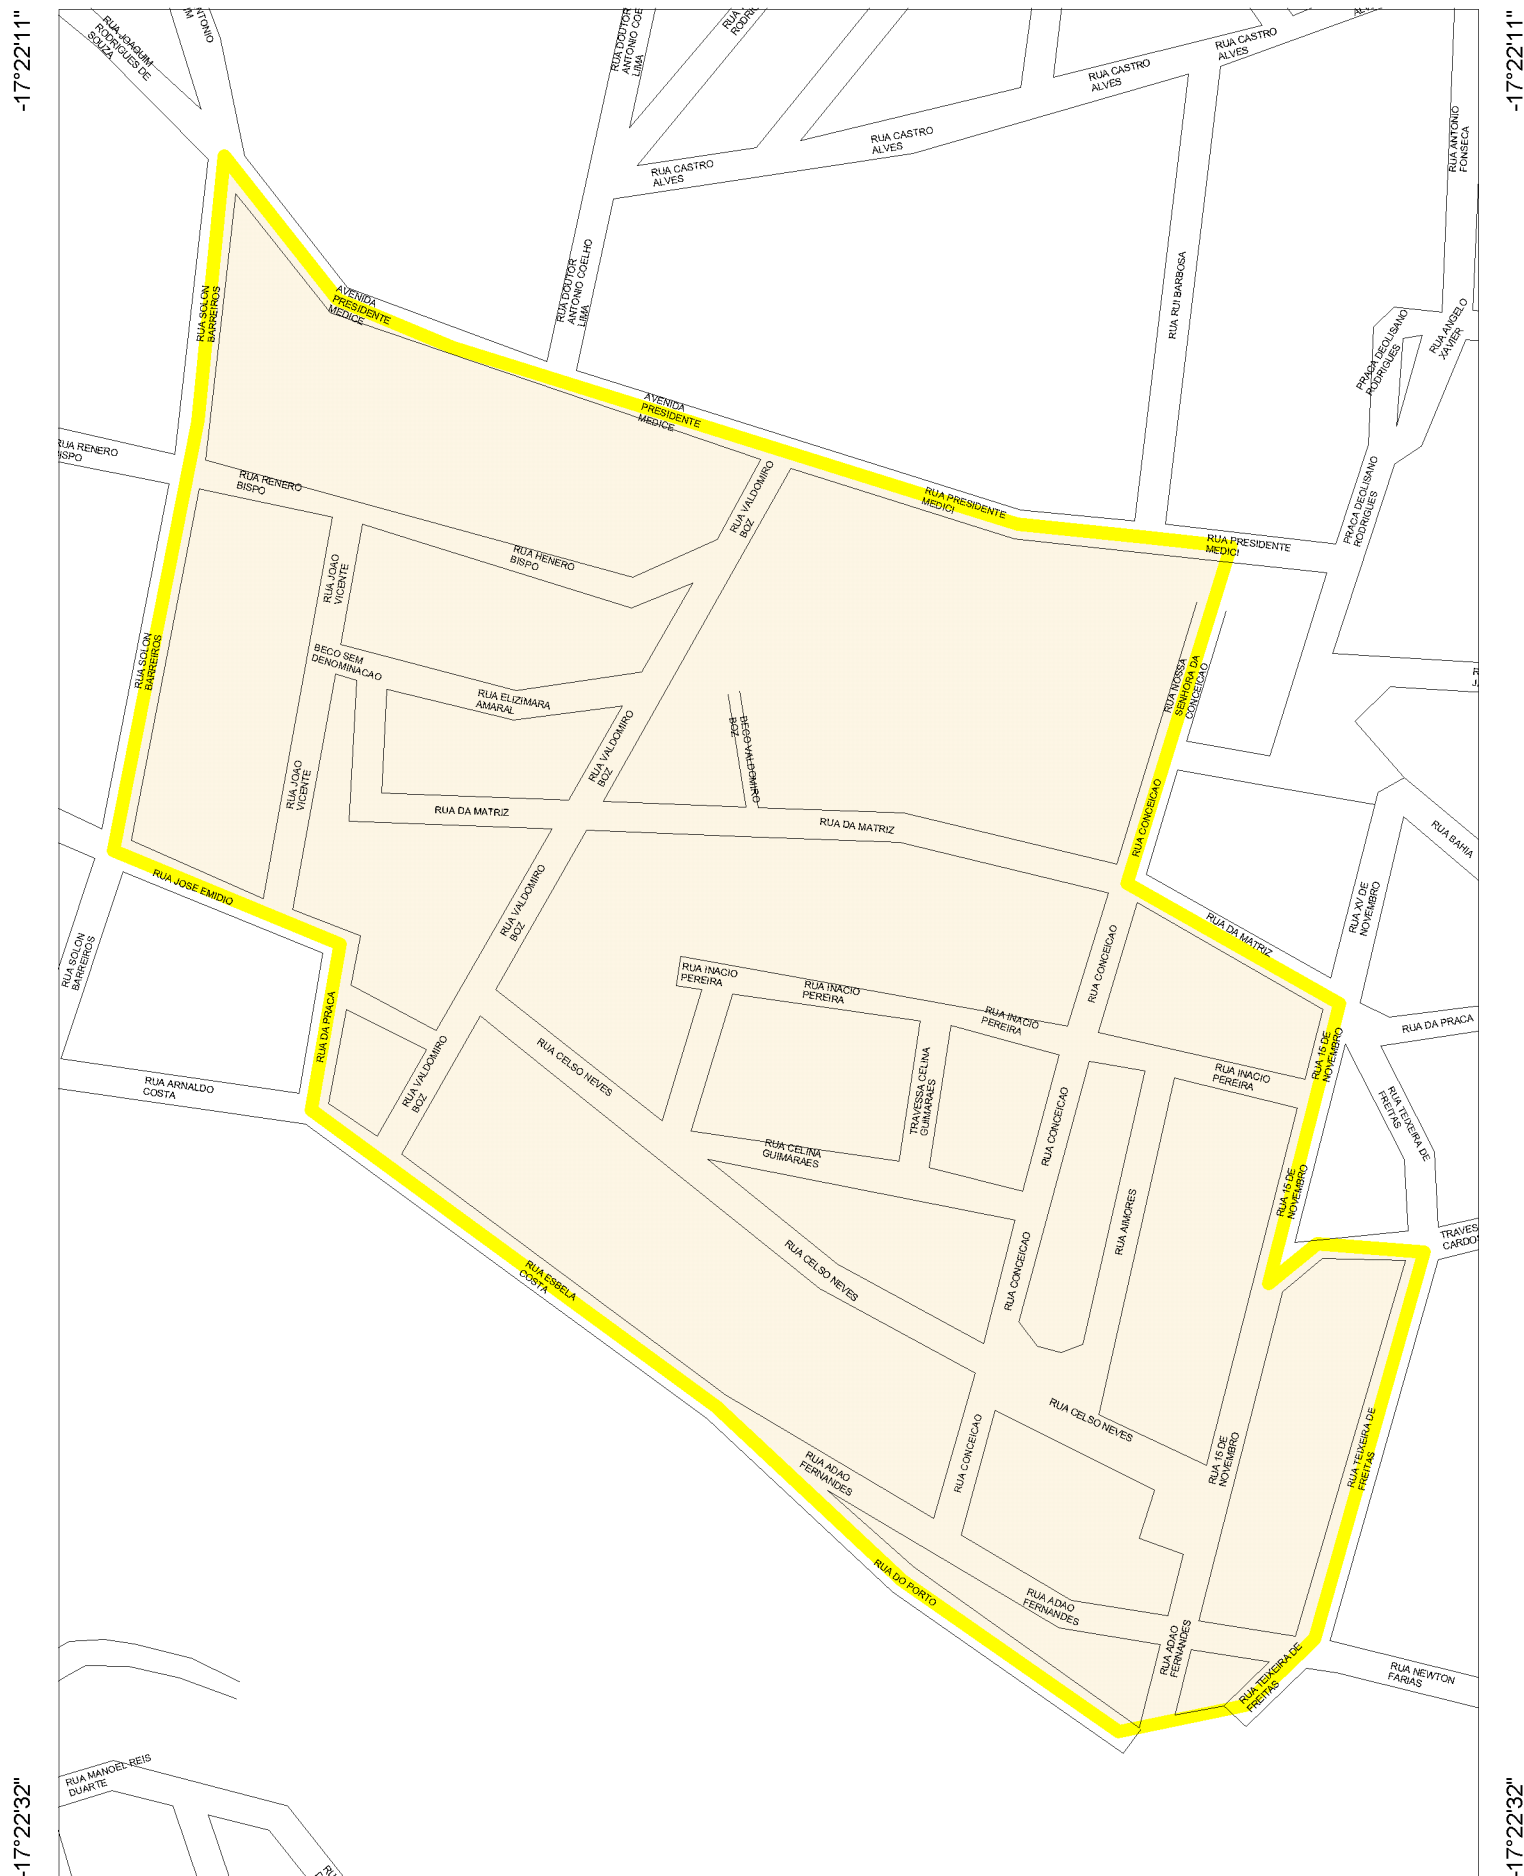 -17°22'11"
-17°22'11"
RUA JOAQUIM
RODRIGUES DE
SOUZA
RUA DOUTOR
ANTONIO COE
LIMA
RUA CASTRO
ALVES
RUA CASTRO
ALVES
RUA CASTRO
ALVES
RUA CASTRO
ALVES
RUA ANTONIO
FONSECA
RUA SOLON
BARREIROS
AVENIDA
PRESIDENTE
MEDICE
RUA DOUTOR
ANTONIO COELHO
LIMA
RUA RUI BARBOSA
PRACA DEOLISANO
RODRIGUES
RUA ANGELO
XAVIER
AVENIDA
PRESIDENTE
MEDICE
RUA RENERO
BISPO
RUA RENERO
BISPO
RUA VALDOMIRO
BOZ
RUA PRESIDENTE
MEDICI
PRACA DEOLISANO
RODRIGUES
RUA PRESIDENTE
MEDICI
RUA HENERO
BISPO
RUA JOAO
VICENTE
RUA SOLON
BARREIROS
BECO SEM
DENOMINACAO
RUA ELIZIMARA
AMARAL
RUA NOSSA
SENHORA DA
CONCEICAO
RUA VALDOMIRO
BOZ
BECO VALDOMIRO
BOZ
RUA JOAO
VICENTE
RUA DA MATRIZ
RUA DA MATRIZ
RUA CONCEICAO
RUA BAHIA
RUA JOSE EMIDIO
RUA VALDOMIRO
BOZ
RUA XV DE
NOVEMBRO
RUA DA MATRIZ
RUA SOLON
BARREIROS
RUA CONCEICAO
RUA INACIO
PEREIRA
RUA INACIO
PEREIRA
RUA INACIO
PEREIRA
RUA DA PRACA
RUA DA PRACA
RUA 15 DE
NOVEMBRO
RUA CELSO NEVES
RUA VALDOMIRO
BOZ
RUA ARNALDO
COSTA
TRAVESSA CELINA
GUIMARAES
RUA INACIO
PEREIRA
RUA CONCEICAO
RUA TEIXEIRA DE
FREITAS
RUA CELINA
GUIMARAES
RUA 15 DE
NOVEMBRO
RUA AIMORES
TRAVES
CARDO
RUA CELSO NEVES
RUA CONCEICAO
RUA ESBELA
COSTA
RUA CELSO NEVES
RUA CONCEICAO
RUA 15 DE
NOVEMBRO
RUA TEIXEIRA DE
FREITAS
RUA ADAO
FERNANDES
RUA DO PORTO
RUA ADAO
FERNANDES
RUA ADAO
FERNANDES
RUA TEIXEIRA DE
FREITAS
RUA NEWTON
FARIAS
RUA MANOEL REIS
DUARTE
-17°22'32"
-17°22'32"